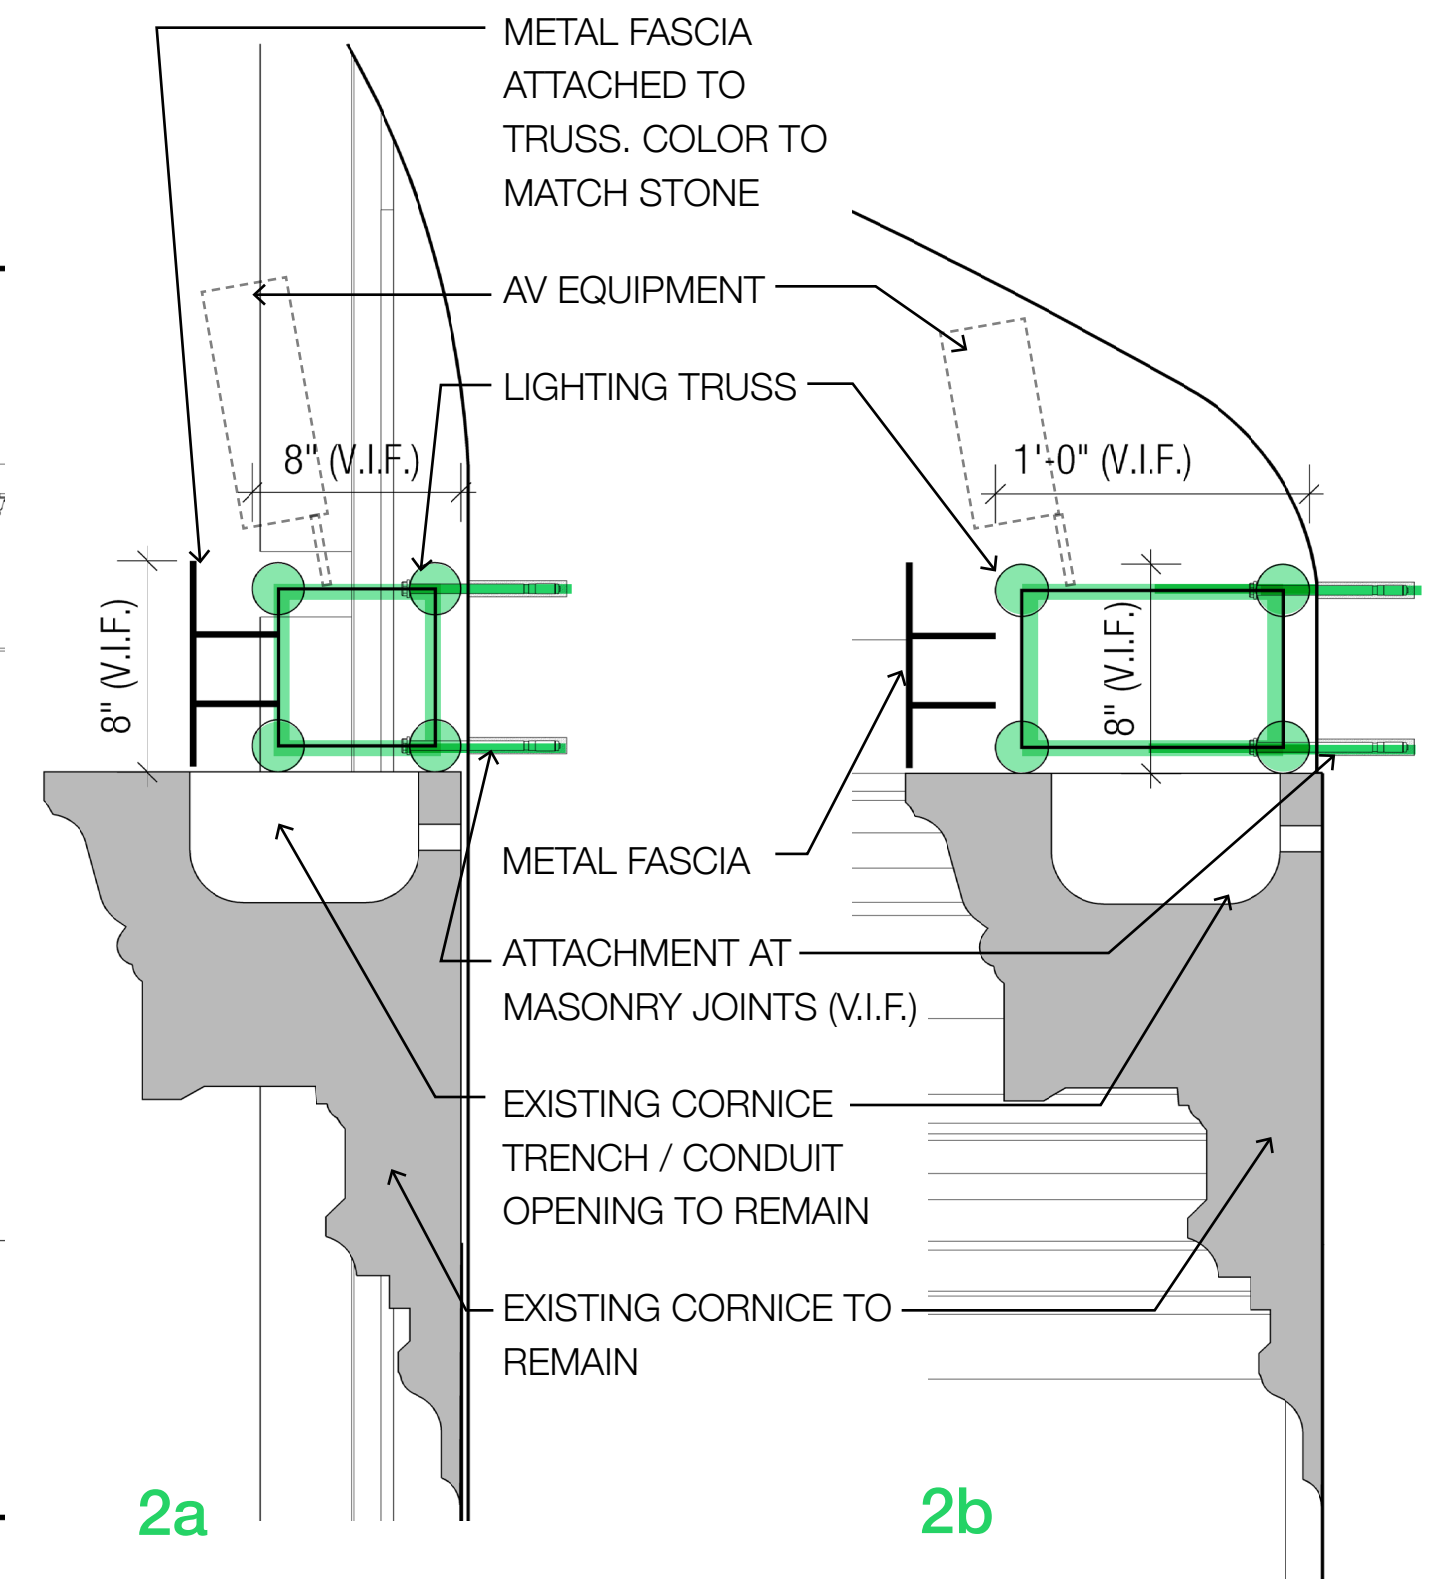 METAL FASCIA
ATTACHED TO
TRUSS. COLOR TO
MATCH STONE
AV EQUIPMENT
LIGHTING TRUSS
8" (V.I.F.)
1'-0" (V.I.F.)
8" (V.I.F.)
8" (V.I.F.)
METAL FASCIA
ATTACHMENT AT
MASONRY JOINTS (V.I.F.)
EXISTING CORNICE
TRENCH / CONDUIT
OPENING TO REMAIN
EXISTING CORNICE TO
REMAIN
2a
2b